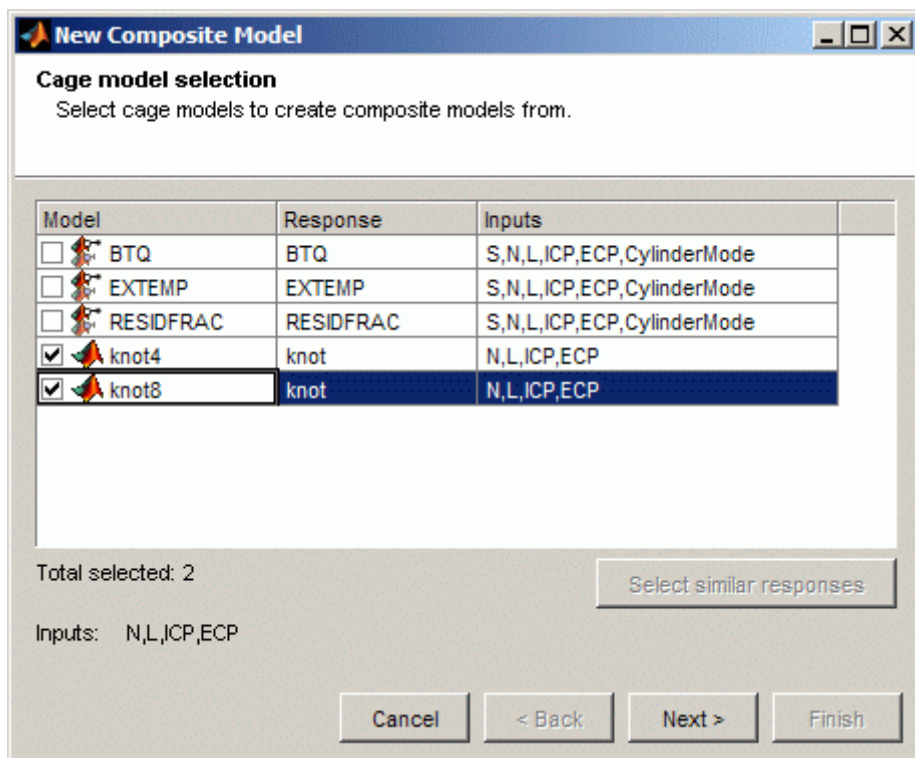 New Composite Model
Cage model selection
Select cage models to create composite models from.
Model Response Inputs
BTQ BTQ S,N,L,ICP,ECP,CylinderMode
EXTEMP EXTEMP S,N,L,ICP,ECP,CylinderMode
RESIDFRAC RESIDFRAC S,N,L,ICP,ECP,CylinderMode
knot4 knot N,L,ICP,ECP
knot8 knot N,L,ICP,ECP
Total selected: 2
Select similar responses
Inputs: N,L,ICP,ECP
Cancel < Back Next > Finish